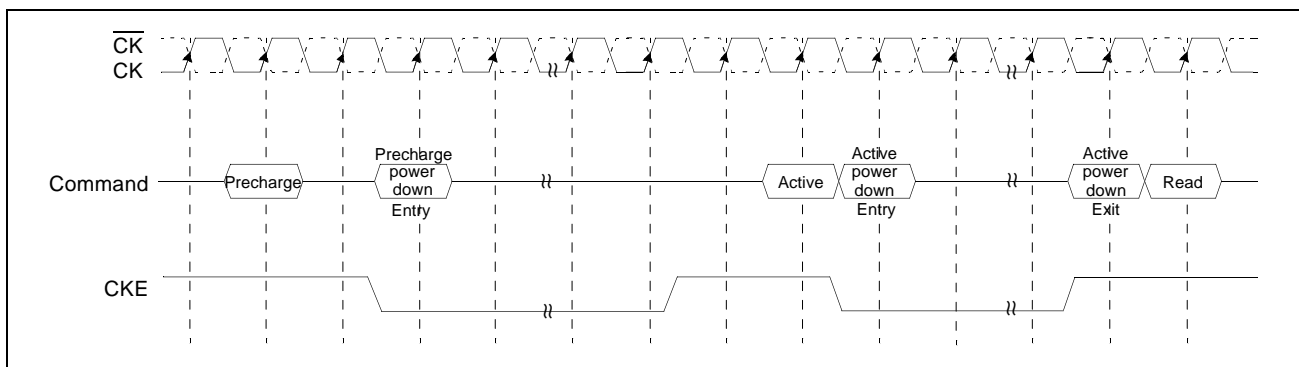 CK
CK
Command
Precharge
Precharge
power
down
Entry
Active
Active
power
down
Entry
Active
power
down
Exit
Read
CKE